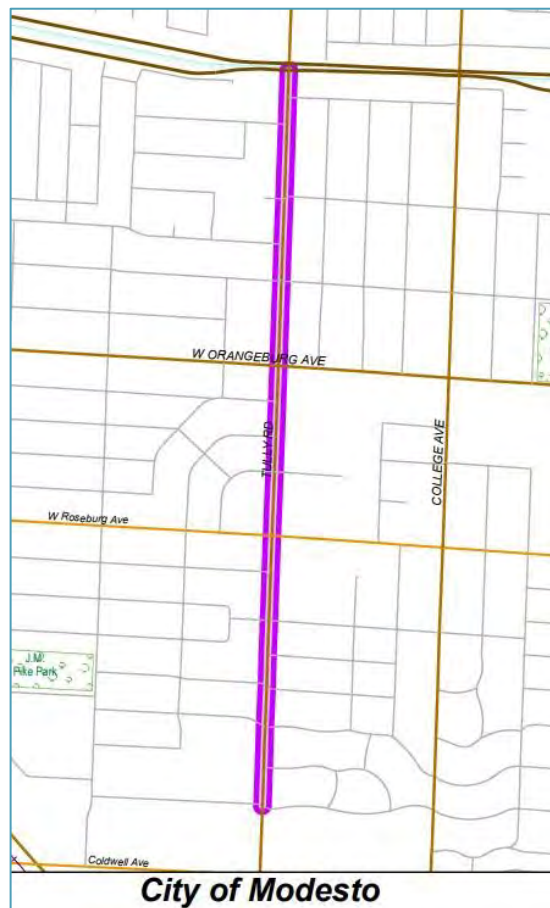 W ORANGEBURG AVE
TULLY RD
COLLEGE AVE
W Roseburg Ave
J.M.
Pike Park
Coldwell Ave
City of Modesto